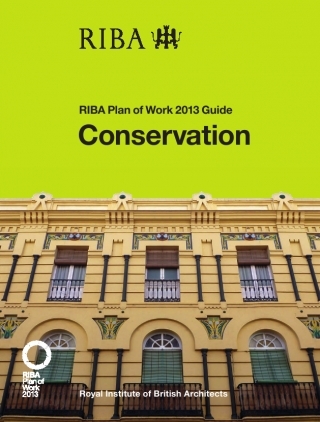 RIBA
RIBA Plan of Work 2013 Guide
Conservation
RIBA
Plan of
Work
2013
Royal Institute of British Architects